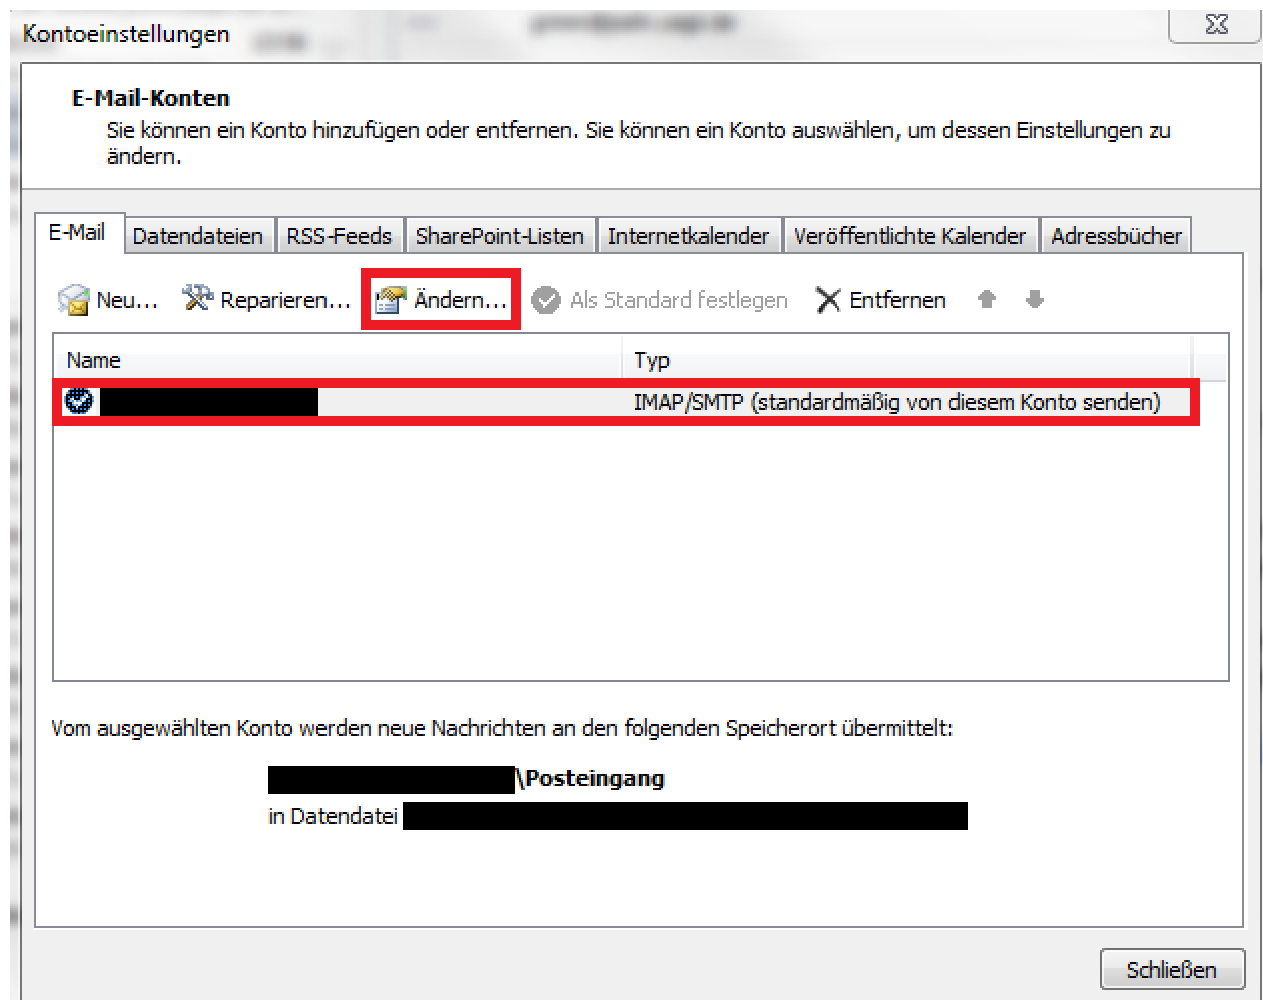 Kontoeinstellungen
E-Mail-Konten
Sie können ein Konto hinzufügen oder entfernen. Sie können ein Konto auswählen, um dessen Einstellungen zu
ändern.
E-Mail Datendateien RSS-Feeds SharePoint-Listen Internetkalender Veröffentlichte Kalender Adressbücher
Neu... Reparieren... Ändern... Als Standard festlegen Entfernen
Name Typ
IMAP/SMTP (standardmäßig von diesem Konto senden)
Vom ausgewählten Konto werden neue Nachrichten an den folgenden Speicherort übermittelt:
\Posteingang
in Datendatei
Schließen